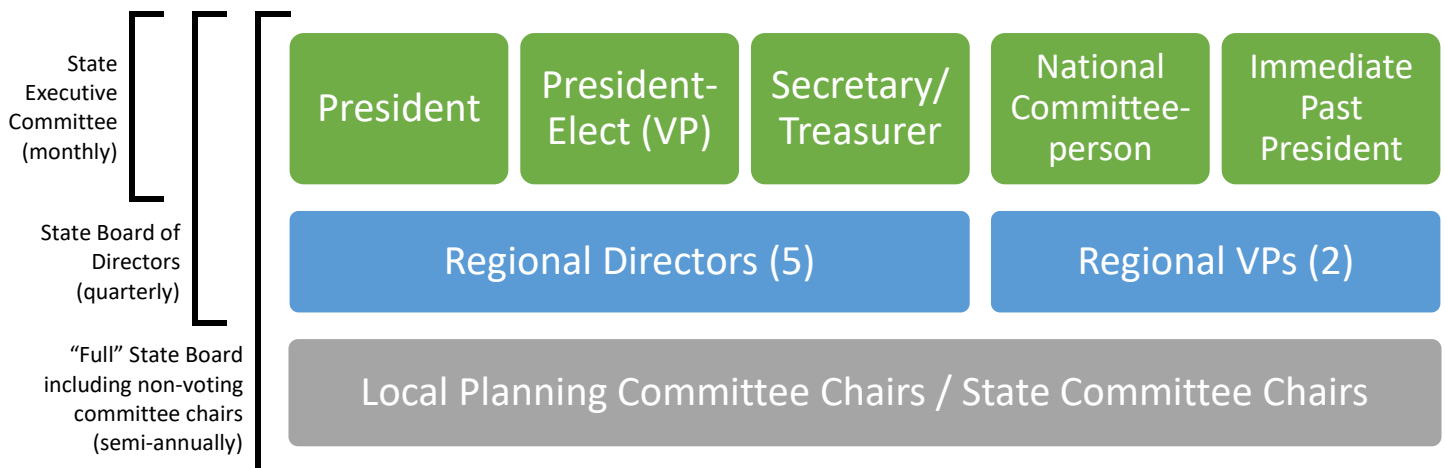 State
Executive
Committee
(monthly)
President
President-
Elect (VP)
Secretary/
Treasurer
National
Committee-
person
Immediate
Past
President
State Board of
Directors
(quarterly)
Regional Directors (5)
Regional VPs (2)
“Full” State Board
including non-voting
committee chairs
(semi-annually)
Local Planning Committee Chairs / State Committee Chairs